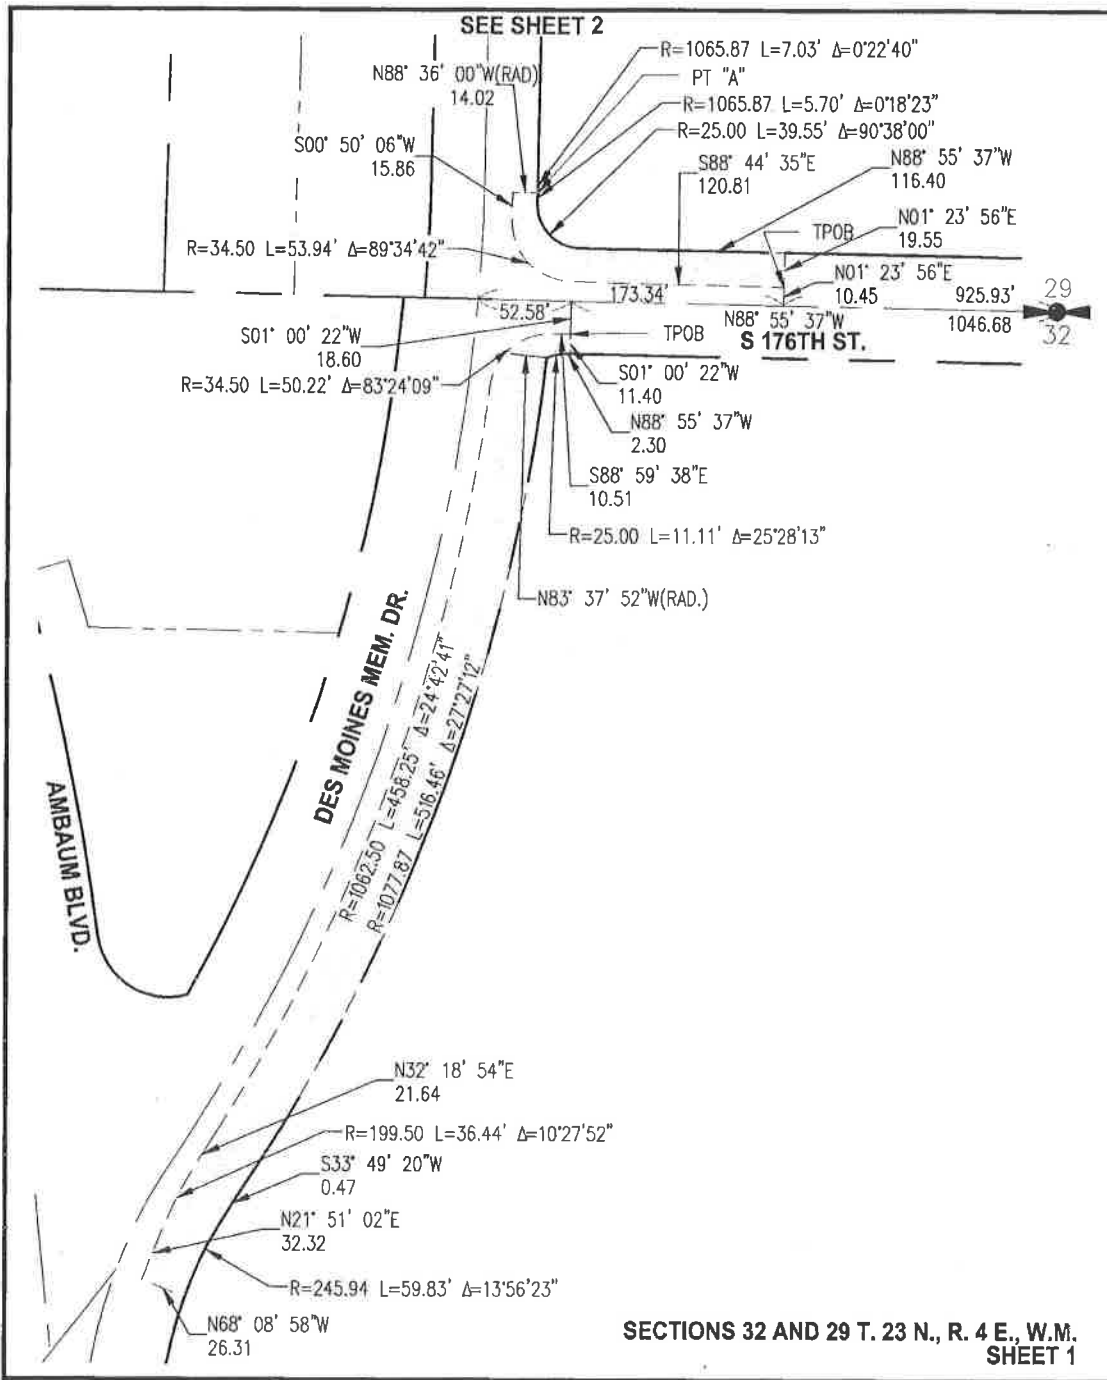 SEE SHEET 2
R=1065.87 L=7.03' Δ=0°22'40"
N88° 36' 00"W(RAD)
14.02
PT "A"
R=1065.87 L=5.70' Δ=0°18'23"
R=25.00 L=39.55' Δ=90°38'00"
S00° 50' 06"W
15.86
S88° 44' 35"E
120.81
N88° 55' 37"W
116.40
N01° 23' 56"E
19.55
TPOB
R=34.50 L=53.94' Δ=89°34'42"
N01° 23' 56"E
10.45
173.34'
925.93'
29
52.58'
N88° 55' 37"W
1046.68
32
S01° 00' 22"W
18.60
TPOB
S 176TH ST.
R=34.50 L=50.22' Δ=83°24'09"
S01° 00' 22"W
11.40
N88° 55' 37"W
2.30
S88° 59' 38"E
10.51
R=25.00 L=11.11' Δ=25°28'13"
N83° 37' 52"W(RAD.)
DES MOINES MEM. DR.
R=1062.50 L=458.25' Δ=24°42'41"
R=1077.87 L=516.46' Δ=27°27'12"
AMBAUM BLVD.
N32° 18' 54"E
21.64
R=199.50 L=36.44' Δ=10°27'52"
S33° 49' 20"W
0.47
N21° 51' 02"E
32.32
R=245.94 L=59.83' Δ=13°56'23"
N68° 08' 58"W
26.31
SECTIONS 32 AND 29 T. 23 N., R. 4 E., W.M.
SHEET 1